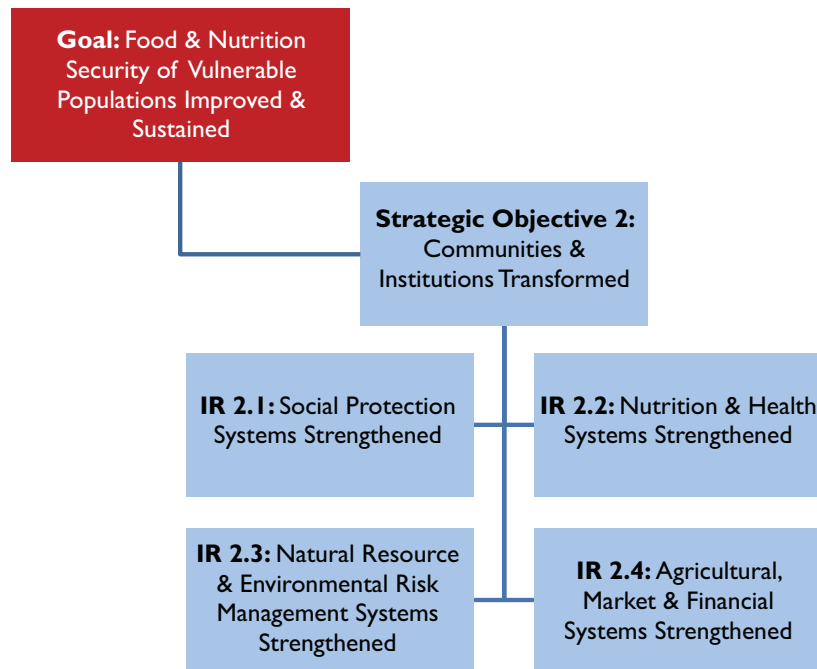 Goal: Food & Nutrition
Security of Vulnerable
Populations Improved &
Sustained
Strategic Objective 2:
Communities &
Institutions Transformed
IR 2.1: Social Protection
Systems Strengthened
IR 2.2: Nutrition & Health
Systems Strengthened
IR 2.3: Natural Resource
& Environmental Risk
Management Systems
Strengthened
IR 2.4: Agricultural,
Market & Financial
Systems Strengthened